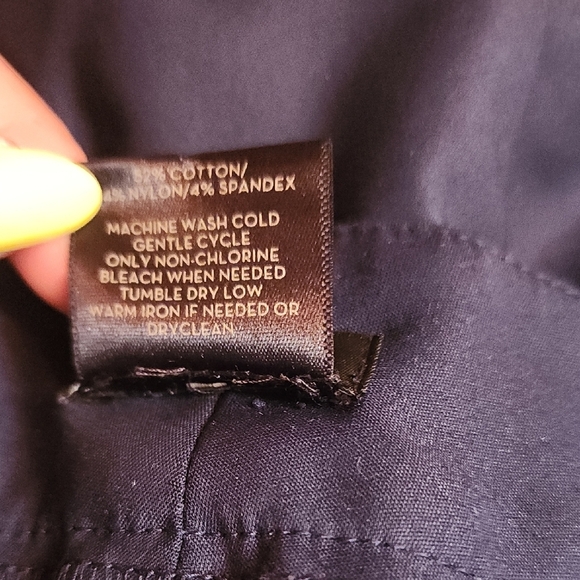 COTTON/
NYLON/4% SPANDEX
MACHINE WASH COLD
GENTLE CYCLE
ONLY NON-CHLORINE
BLEACH WHEN NEEDED
TUMBLE DRY LOW
WARM IRON IF NEEDED OR
DRYCLEAN